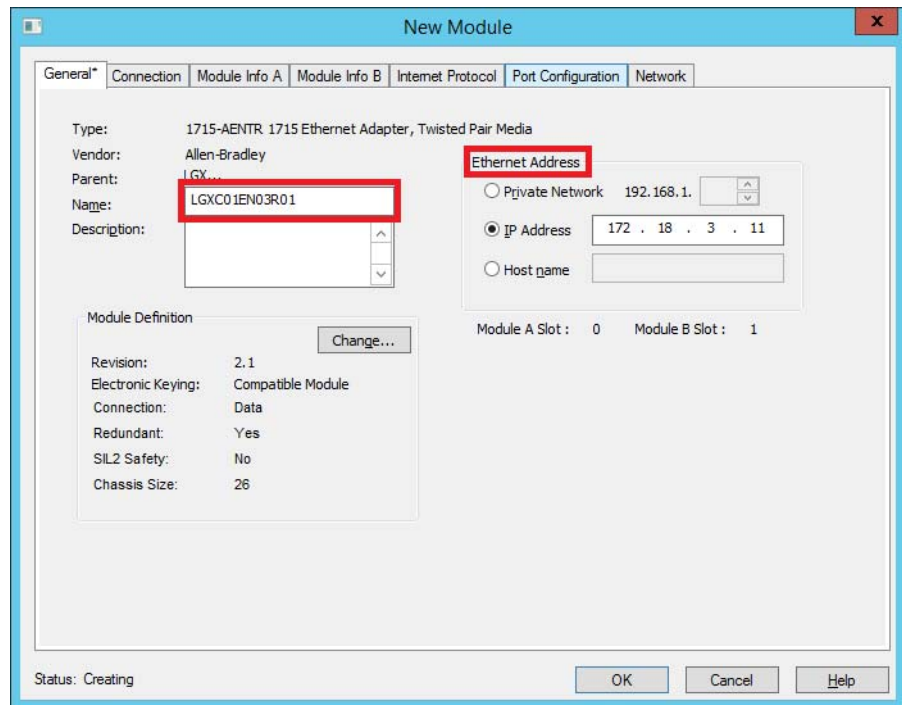 New Module
x
General* Connection Module Info A Module Info B Internet Protocol Port Configuration Network
Type: 1715-AENTR 1715 Ethernet Adapter, Twisted Pair Media
Vendor: Allen-Bradley
Parent: LGX...
Name: LGXC01EN03R01
Description:
Ethernet Address
Private Network 192.168.1.
IP Address 172 . 18 . 3 . 11
Host name
Module A Slot : 0 Module B Slot : 1
Module Definition
Change...
Revision: 2.1
Electronic Keying: Compatible Module
Connection: Data
Redundant: Yes
SIL2 Safety: No
Chassis Size: 26
Status: Creating
OK Cancel Help